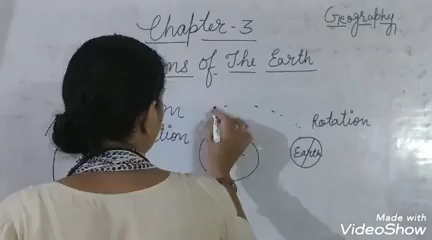 Chapter-3
Geography
of The Earth
Rotation
Earth
Made With
VideoShow